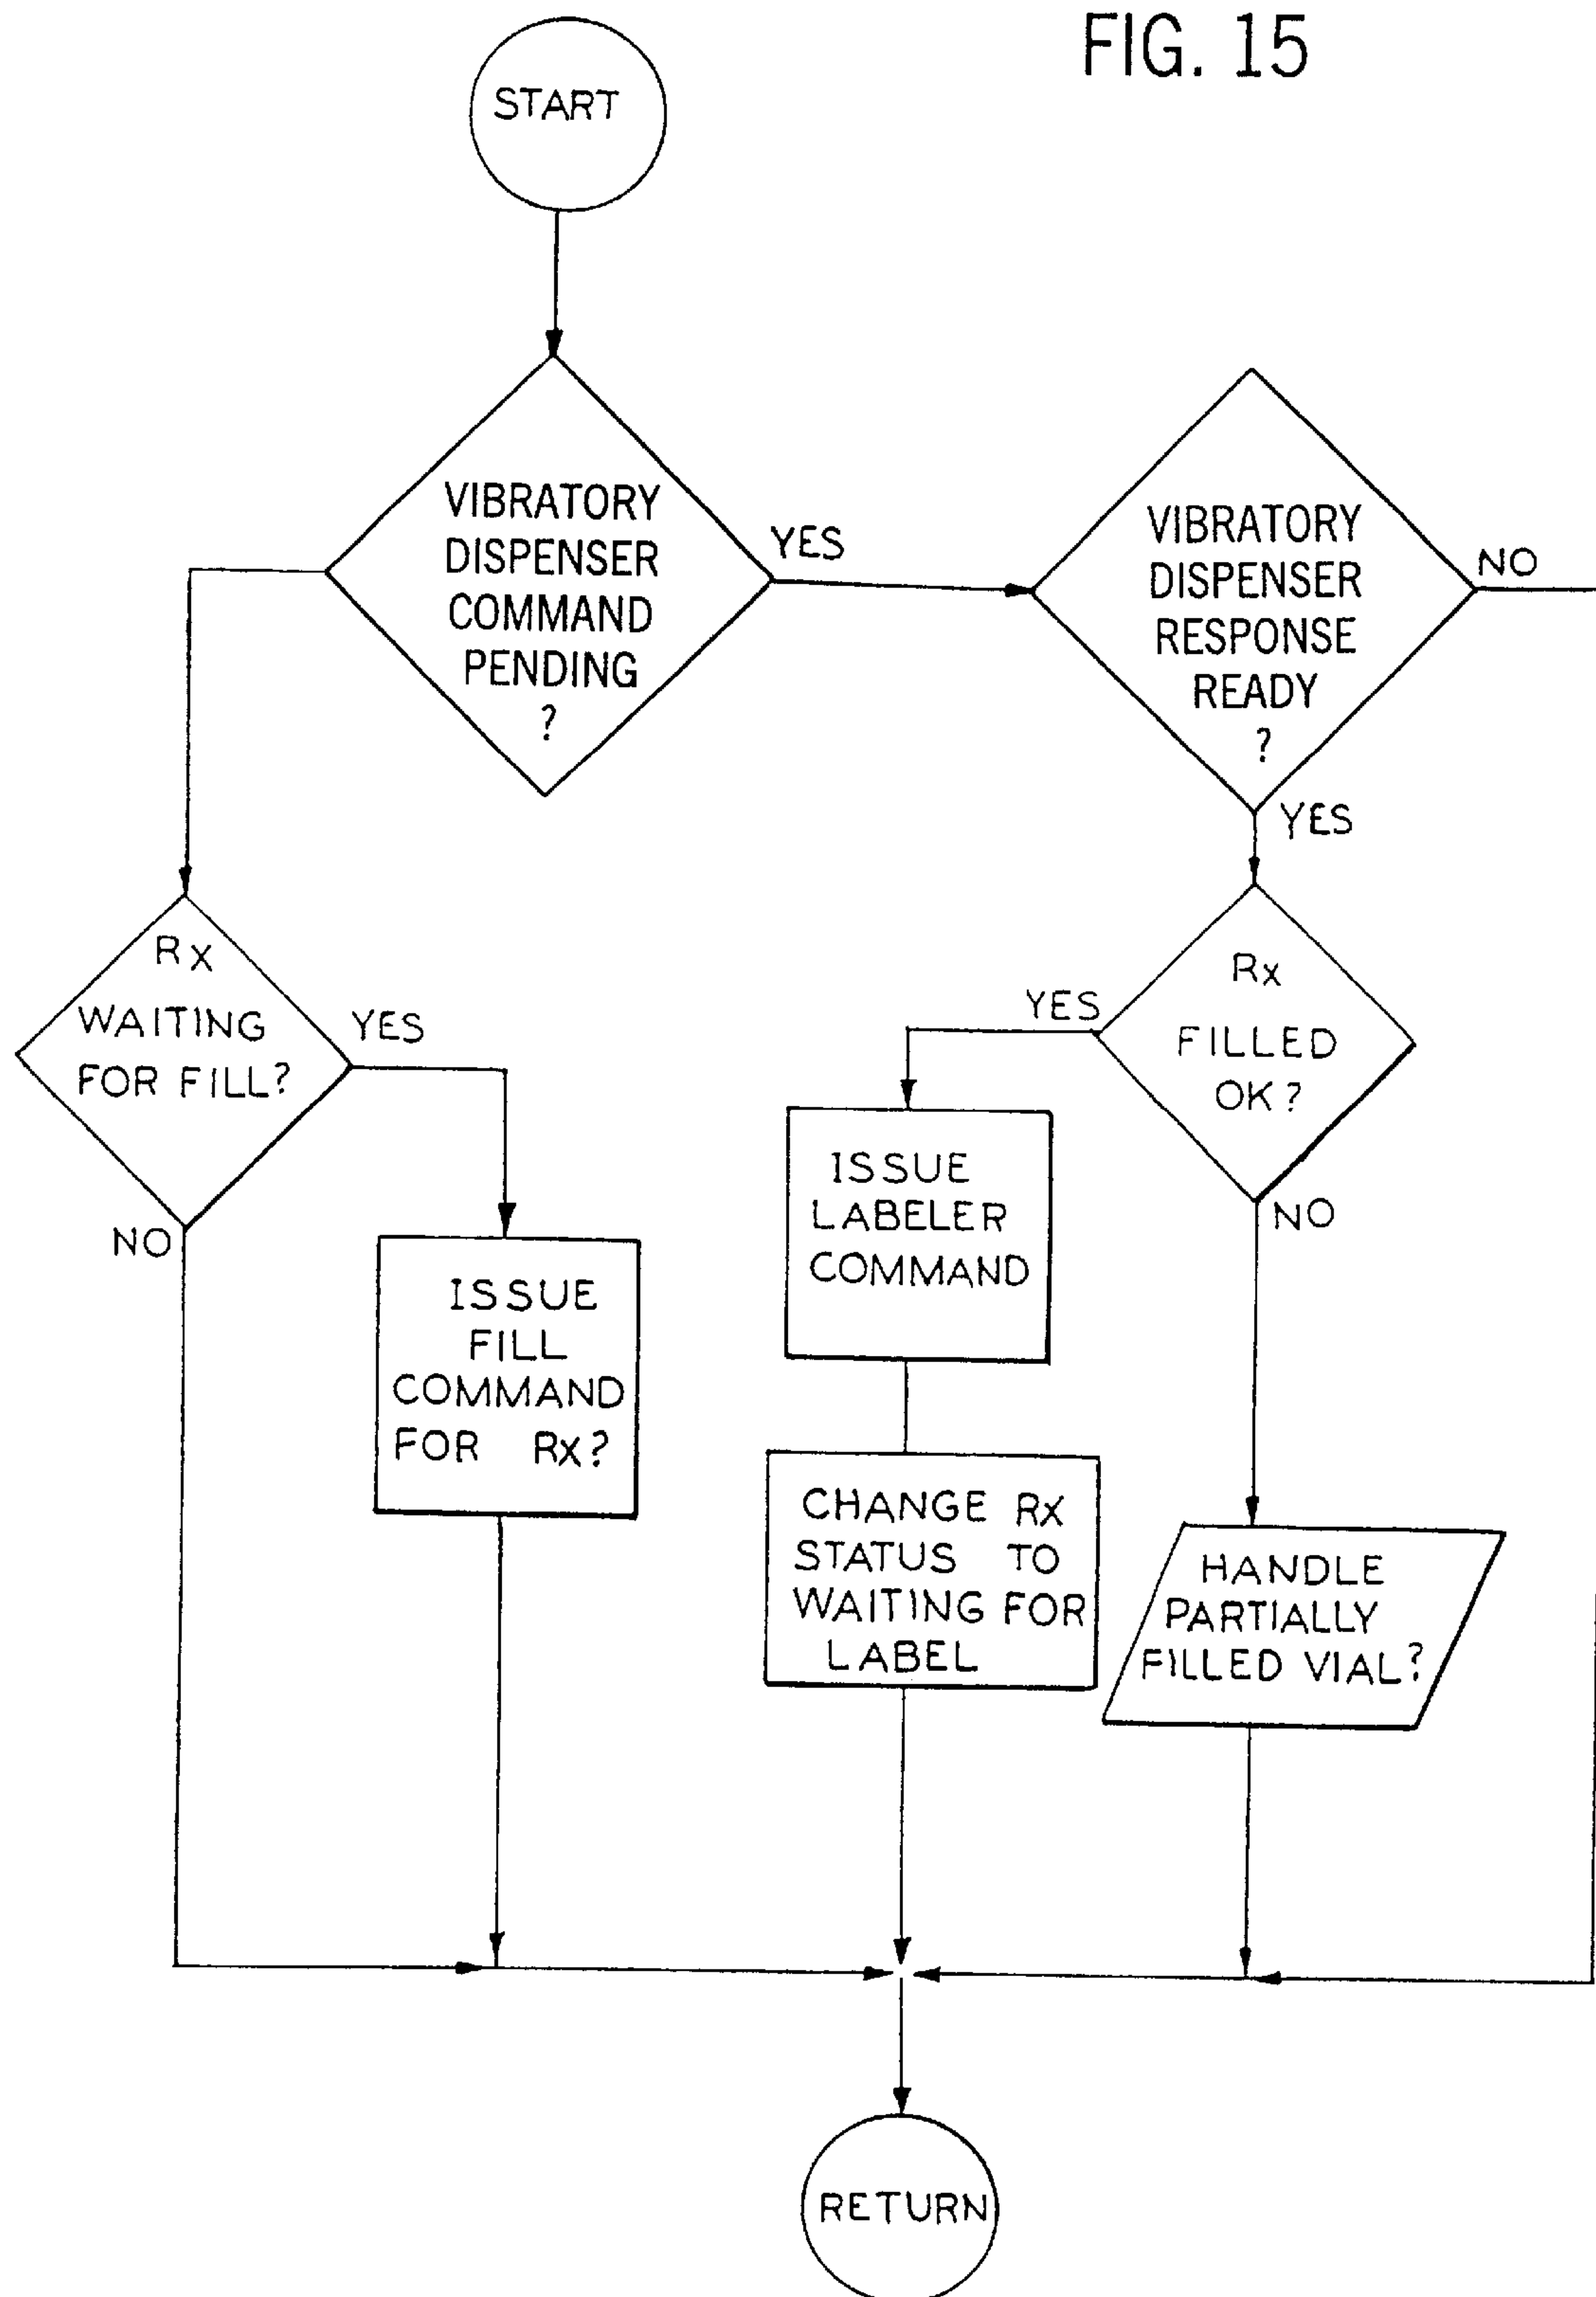 FIG. 15
START
VIBRATORY
DISPENSER
COMMAND
PENDING
?
YES
VIBRATORY
DISPENSER
RESPONSE
READY
?
NO
YES
Rx
WAITING
FOR FILL?
YES
NO
ISSUE
FILL
COMMAND
FOR Rx?
Rx
FILLED
OK?
YES
NO
ISSUE
LABELER
COMMAND
CHANGE Rx
STATUS TO
WAITING FOR
LABEL
HANDLE
PARTIALLY
FILLED VIAL?
RETURN